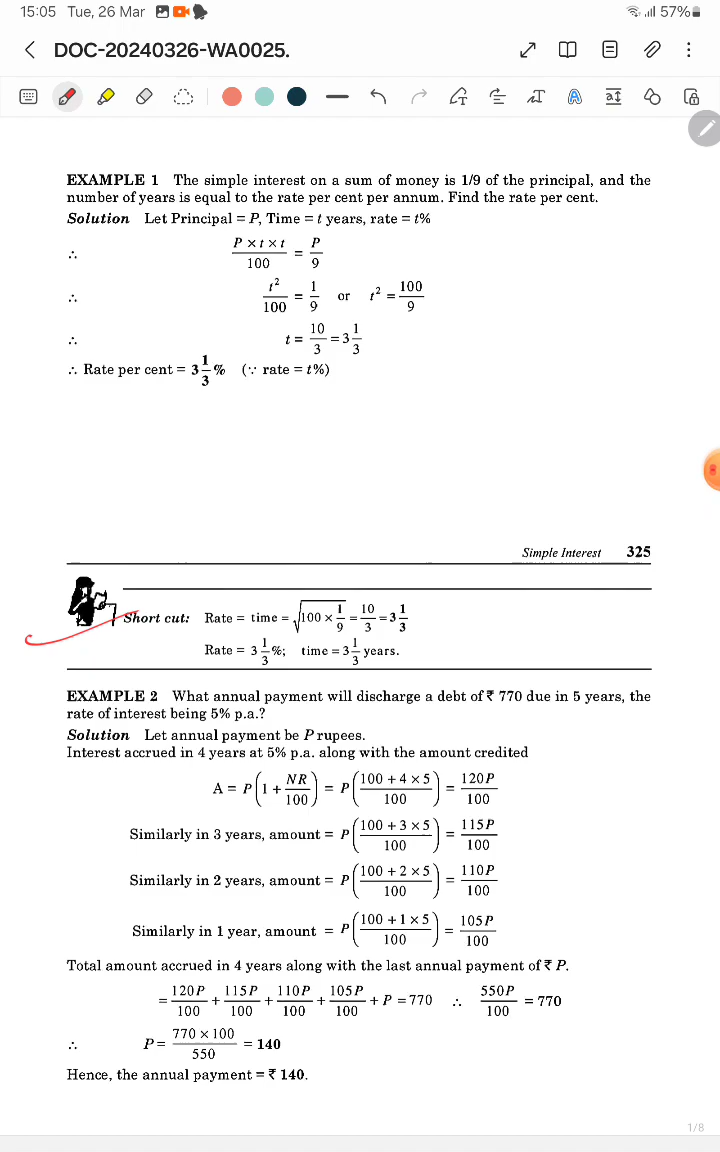 15:05 Tue, 26 Mar 57%
DOC-20240326-WA0025.
EXAMPLE 1 The simple interest on a sum of money is 1/9 of the principal, and the
number of years is equal to the rate per cent per annum. Find the rate per cent.
Solution Let Principal = P, Time = t years, rate = t%
∴ (P × t × t)/100 = P/9
∴ t²/100 = 1/9 or t² = 100/9
∴ t = 10/3 = 3 1/3
∴ Rate per cent = 3 1/3 % (∵ rate = t%)
Simple Interest 325
Short cut: Rate = time = √(100 × 1/9) = 10/3 = 3 1/3
Rate = 3 1/3 %; time = 3 1/3 years.
EXAMPLE 2 What annual payment will discharge a debt of ₹ 770 due in 5 years, the
rate of interest being 5% p.a.?
Solution Let annual payment be P rupees.
Interest accrued in 4 years at 5% p.a. along with the amount credited
A = P(1 + NR/100) = P((100 + 4 × 5)/100) = 120P/100
Similarly in 3 years, amount = P((100 + 3 × 5)/100) = 115P/100
Similarly in 2 years, amount = P((100 + 2 × 5)/100) = 110P/100
Similarly in 1 year, amount = P((100 + 1 × 5)/100) = 105P/100
Total amount accrued in 4 years along with the last annual payment of ₹ P.
= 120P/100 + 115P/100 + 110P/100 + 105P/100 + P = 770 ∴ 550P/100 = 770
∴ P = (770 × 100)/550 = 140
Hence, the annual payment = ₹ 140.
1/8